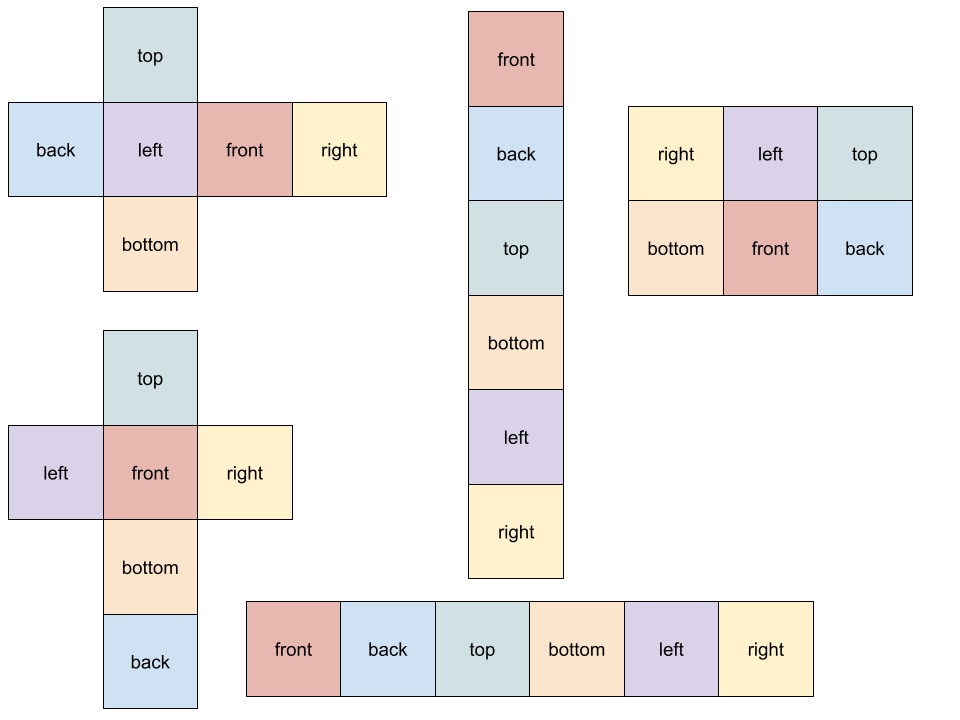 top
back left front right
bottom
top
left front right
bottom
back
front
back
top
bottom
left
right
right left top
bottom front back
front back top bottom left right